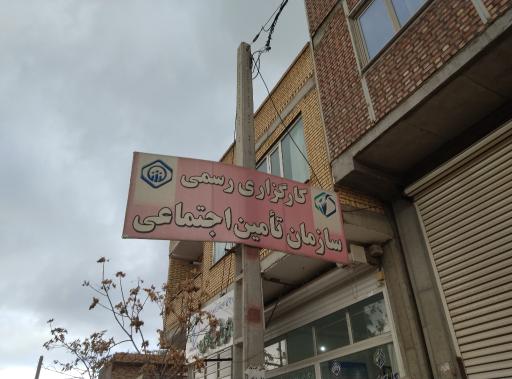 کارگزاری رسمی
سازمان تأمین اجتماعی